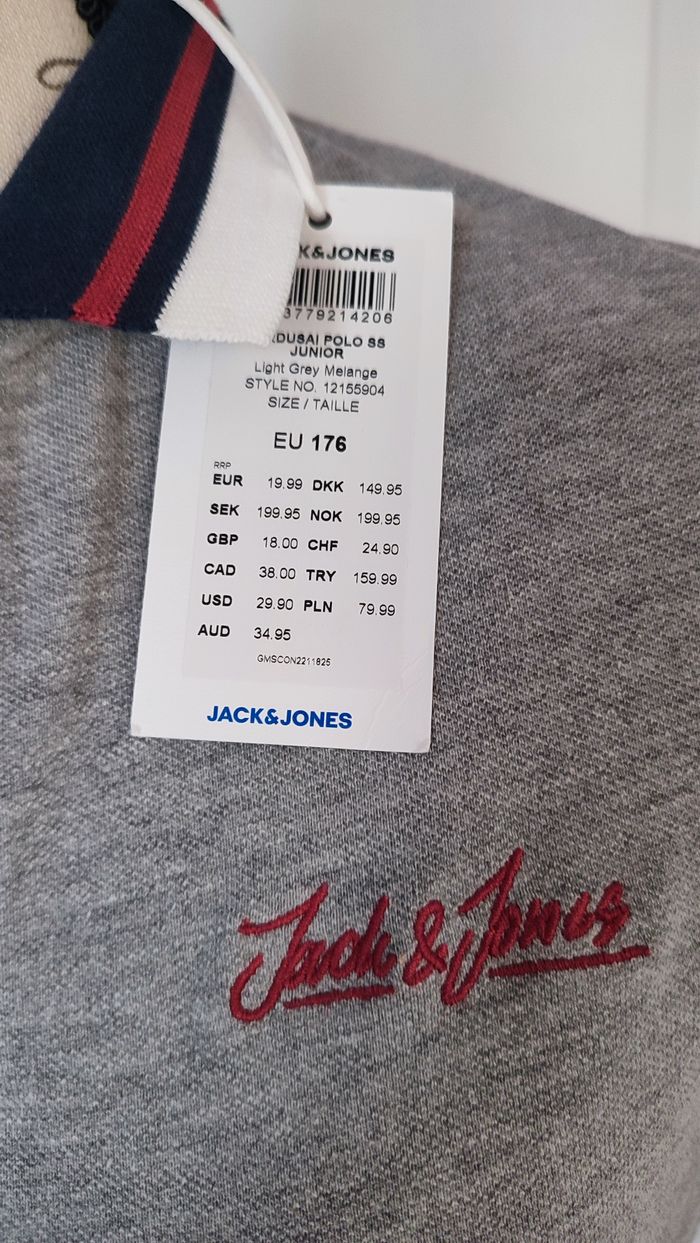 K&JONES
3779214206
DUSAI POLO SS
JUNIOR
Light Grey Melange
STYLE NO. 12155904
SIZE / TAILLE
EU 176
RRP
EUR 19.99 DKK 149.95
SEK 199.95 NOK 199.95
GBP 18.00 CHF 24.90
CAD 38.00 TRY 159.99
USD 29.90 PLN 79.99
AUD 34.95
GMSCON2211825
JACK&JONES
Jack & Jones